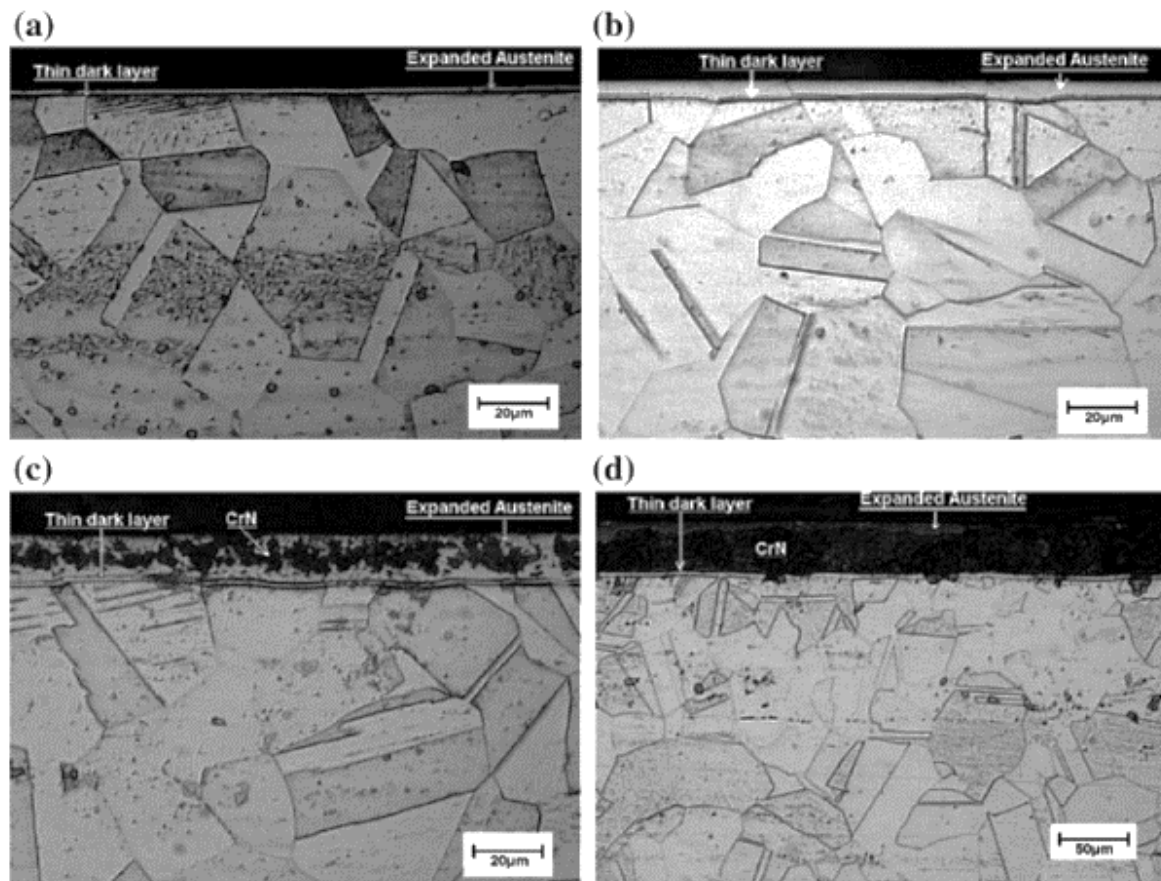 (a)
Expanded Austenite
Thin dark layer
20µm
(b)
Thin dark layer
Expanded Austenite
20µm
(c)
Thin dark layer
CrN
Expanded Austenite
20µm
(d)
Thin dark layer
Expanded Austenite
CrN
50µm